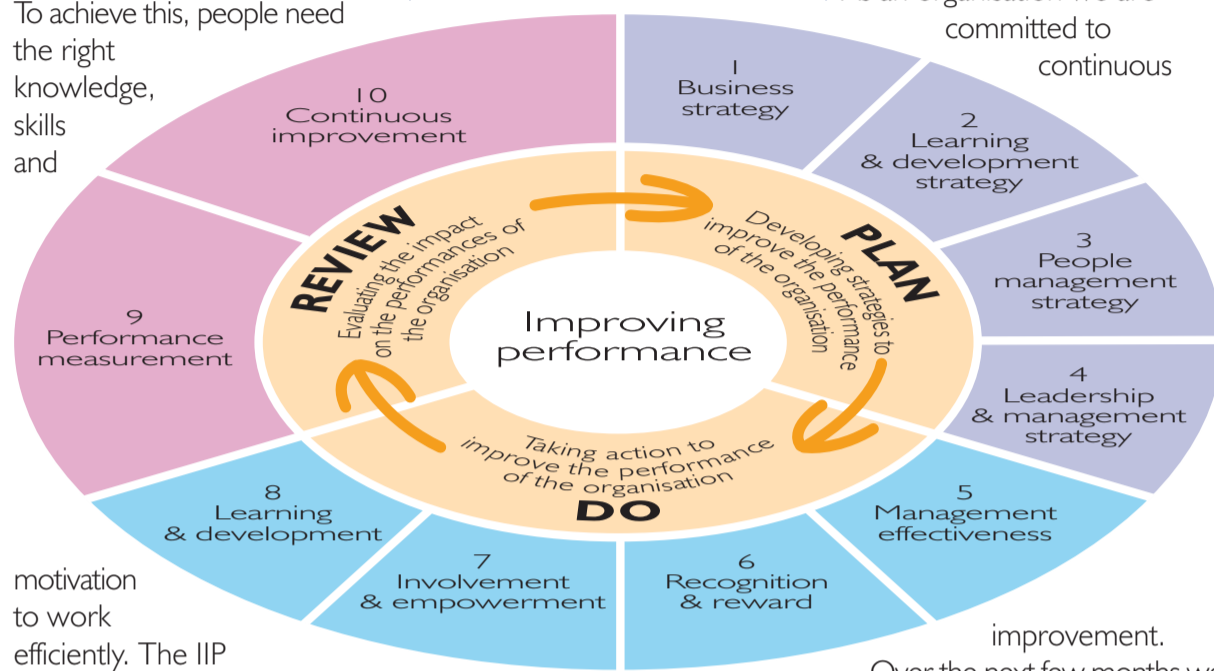 To achieve this, people need
the right
knowledge,
skills
and
motivation
to work
efficiently. The IIP
committed to
continuous
improvement.
1
Business
strategy
2
Learning
& development
strategy
3
People
management
strategy
4
Leadership
& management
strategy
5
Management
effectiveness
6
Recognition
& reward
7
Involvement
& empowerment
8
Learning
& development
9
Performance
measurement
10
Continuous
improvement
PLAN
Developing strategies to
improve the performance
of the organisation
DO
Taking action to
improve the performance
of the organisation
REVIEW
Evaluating the impact
on the performances of
the organisation
Improving
performance